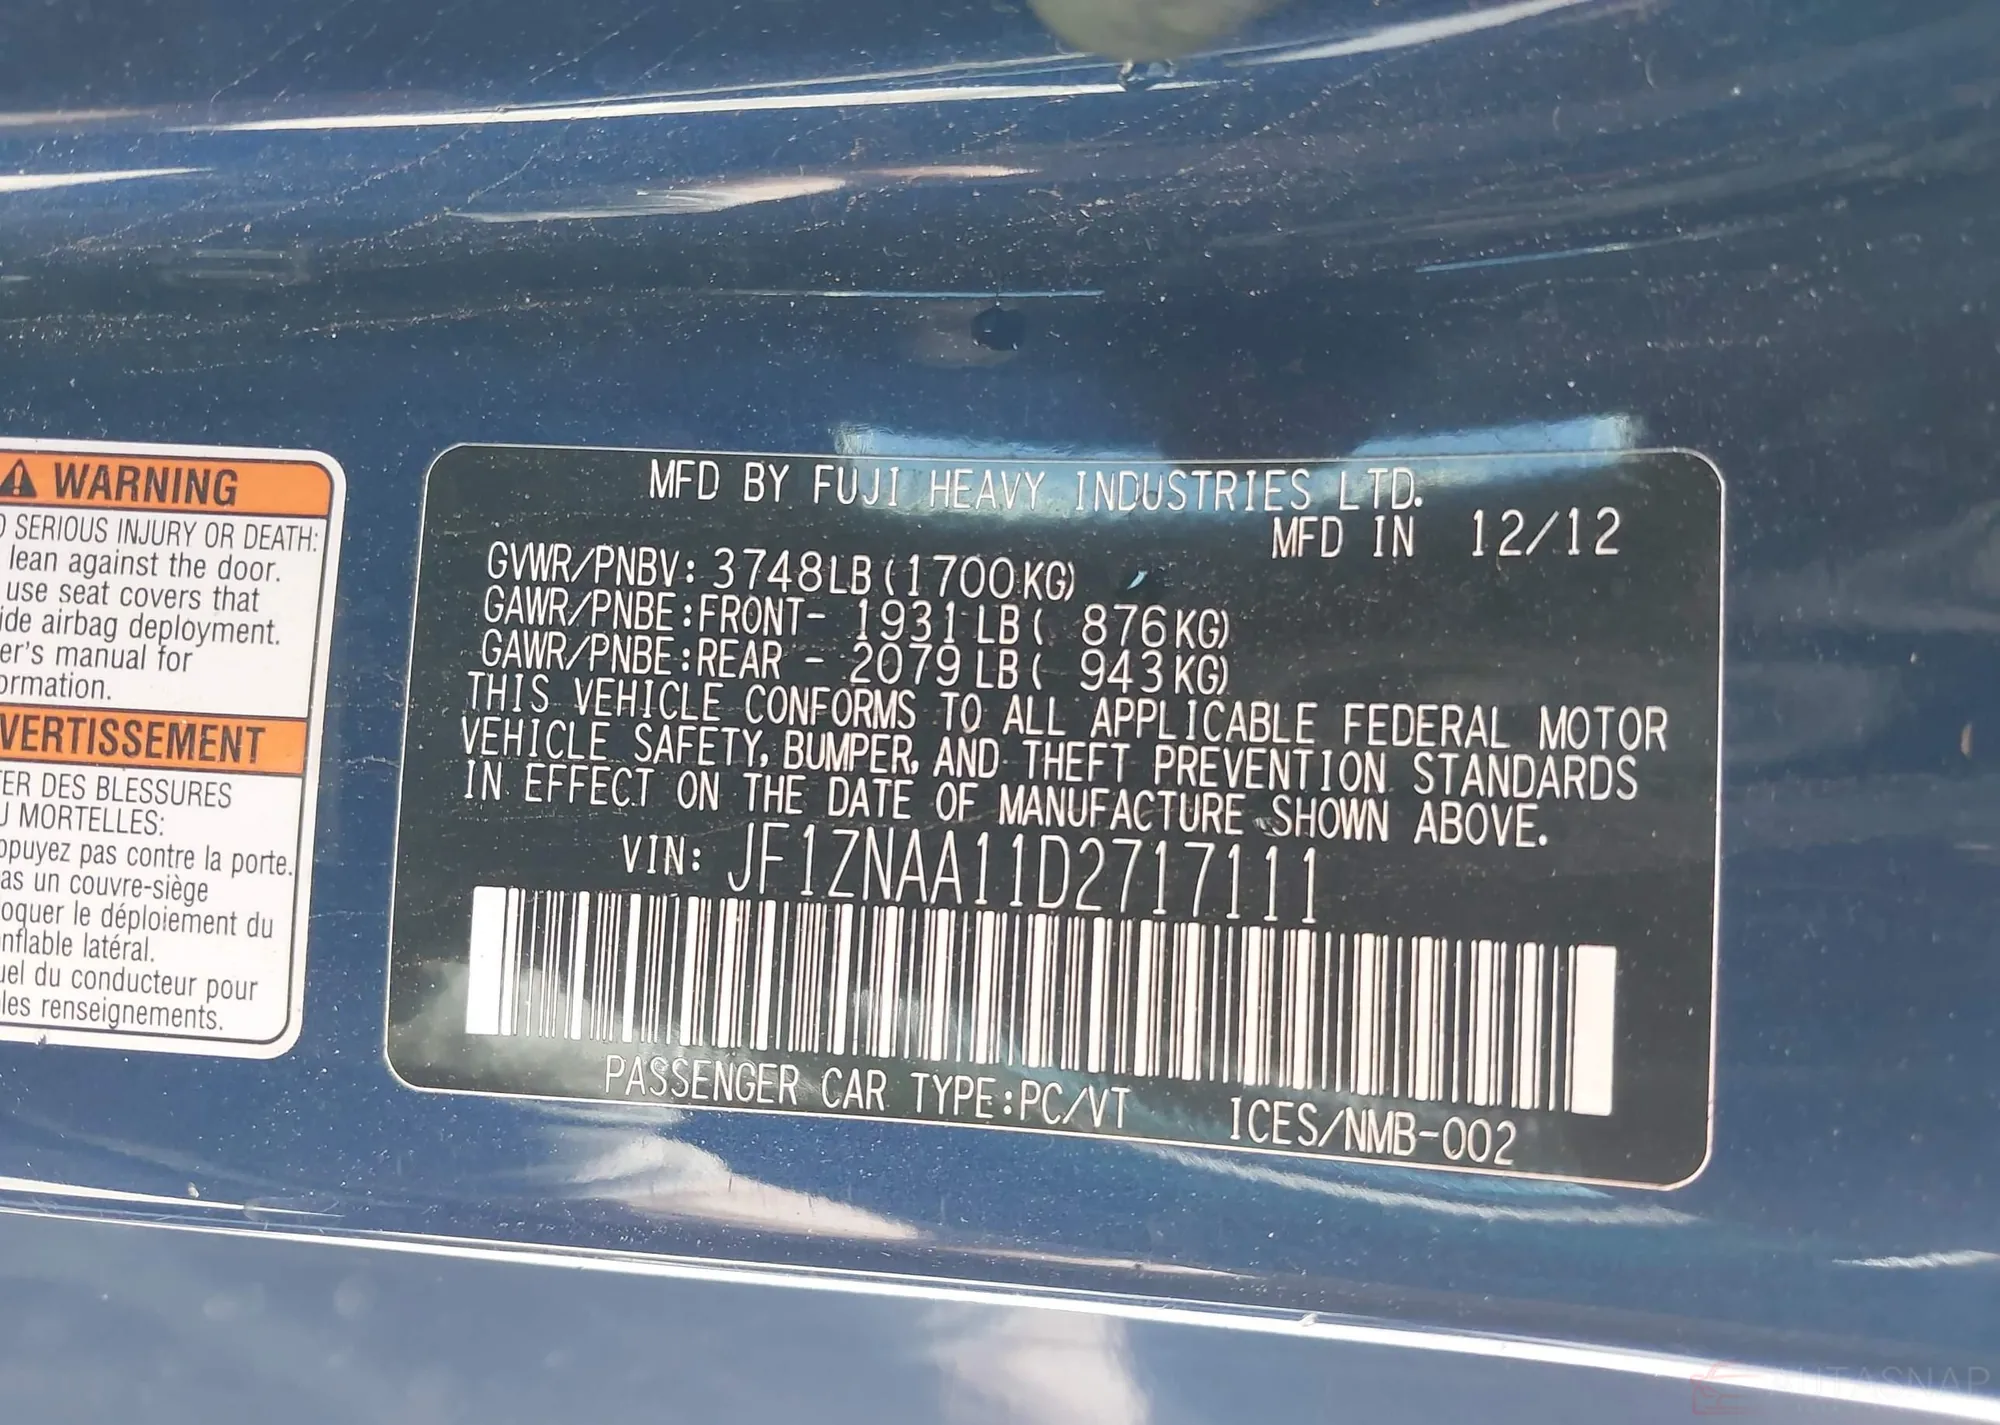 WARNING
SERIOUS INJURY OR DEATH:
lean against the door.
use seat covers that
airbag deployment.
manual for
VERTISSEMENT
DES BLESSURES
MORTELLES:
pas contre la porte.
un couvre-siège
le déploiement du
latéral.
du conducteur pour
les renseignements.
MFD BY FUJI HEAVY INDUSTRIES LTD.
MFD IN 12/12
GVWR/PNBV: 3748LB(1700KG)
GAWR/PNBE:FRONT- 1931LB( 876KG)
GAWR/PNBE:REAR - 2079LB( 943KG)
THIS VEHICLE CONFORMS TO ALL APPLICABLE FEDERAL MOTOR
VEHICLE SAFETY, BUMPER, AND THEFT PREVENTION STANDARDS
IN EFFECT ON THE DATE OF MANUFACTURE SHOWN ABOVE.
VIN: JF1ZNAA11D2717111
PASSENGER CAR TYPE:PC/VT ICES/NMB-002